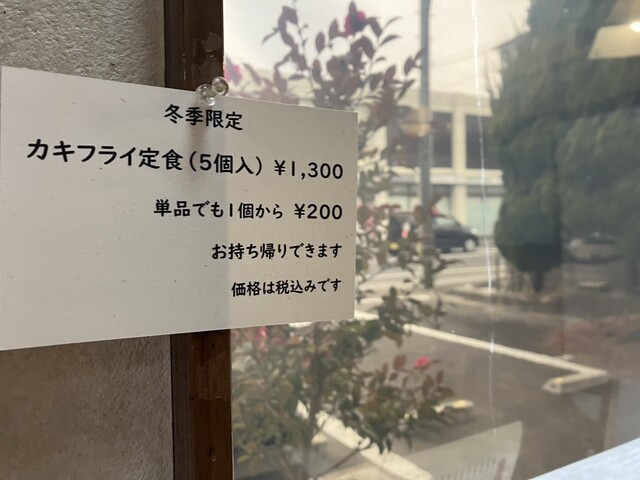 冬季限定
カキフライ定食(5個入) ¥1,300
単品でも1個から ¥200
お持ち帰りできます
価格は税込みです